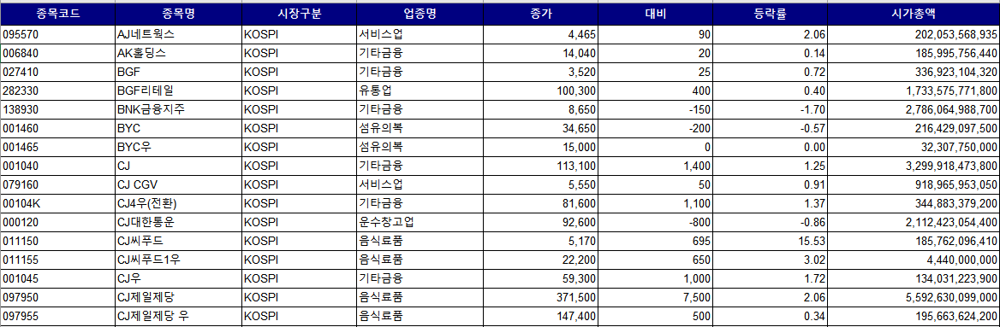 종목코드 종목명 시장구분 업종명 종가 대비 등락률 시가총액
095570 AJ네트웍스 KOSPI 서비스업 4,465 90 2.06 202,053,568,935
006840 AK홀딩스 KOSPI 기타금융 14,040 20 0.14 185,995,756,440
027410 BGF KOSPI 기타금융 3,520 25 0.72 336,923,104,320
282330 BGF리테일 KOSPI 유통업 100,300 400 0.40 1,733,575,771,800
138930 BNK금융지주 KOSPI 기타금융 8,650 -150 -1.70 2,786,064,988,700
001460 BYC KOSPI 섬유의복 34,650 -200 -0.57 216,429,097,500
001465 BYC우 KOSPI 섬유의복 15,000 0 0.00 32,307,750,000
001040 CJ KOSPI 기타금융 113,100 1,400 1.25 3,299,918,473,800
079160 CJ CGV KOSPI 서비스업 5,550 50 0.91 918,965,953,050
00104K CJ4우(전환) KOSPI 기타금융 81,600 1,100 1.37 344,883,379,200
000120 CJ대한통운 KOSPI 운수창고업 92,600 -800 -0.86 2,112,423,054,400
011150 CJ씨푸드 KOSPI 음식료품 5,170 695 15.53 185,762,096,410
011155 CJ씨푸드1우 KOSPI 음식료품 22,200 650 3.02 4,440,000,000
001045 CJ우 KOSPI 기타금융 59,300 1,000 1.72 134,031,223,900
097950 CJ제일제당 KOSPI 음식료품 371,500 7,500 2.06 5,592,630,099,000
097955 CJ제일제당 우 KOSPI 음식료품 147,400 500 0.34 195,663,624,200